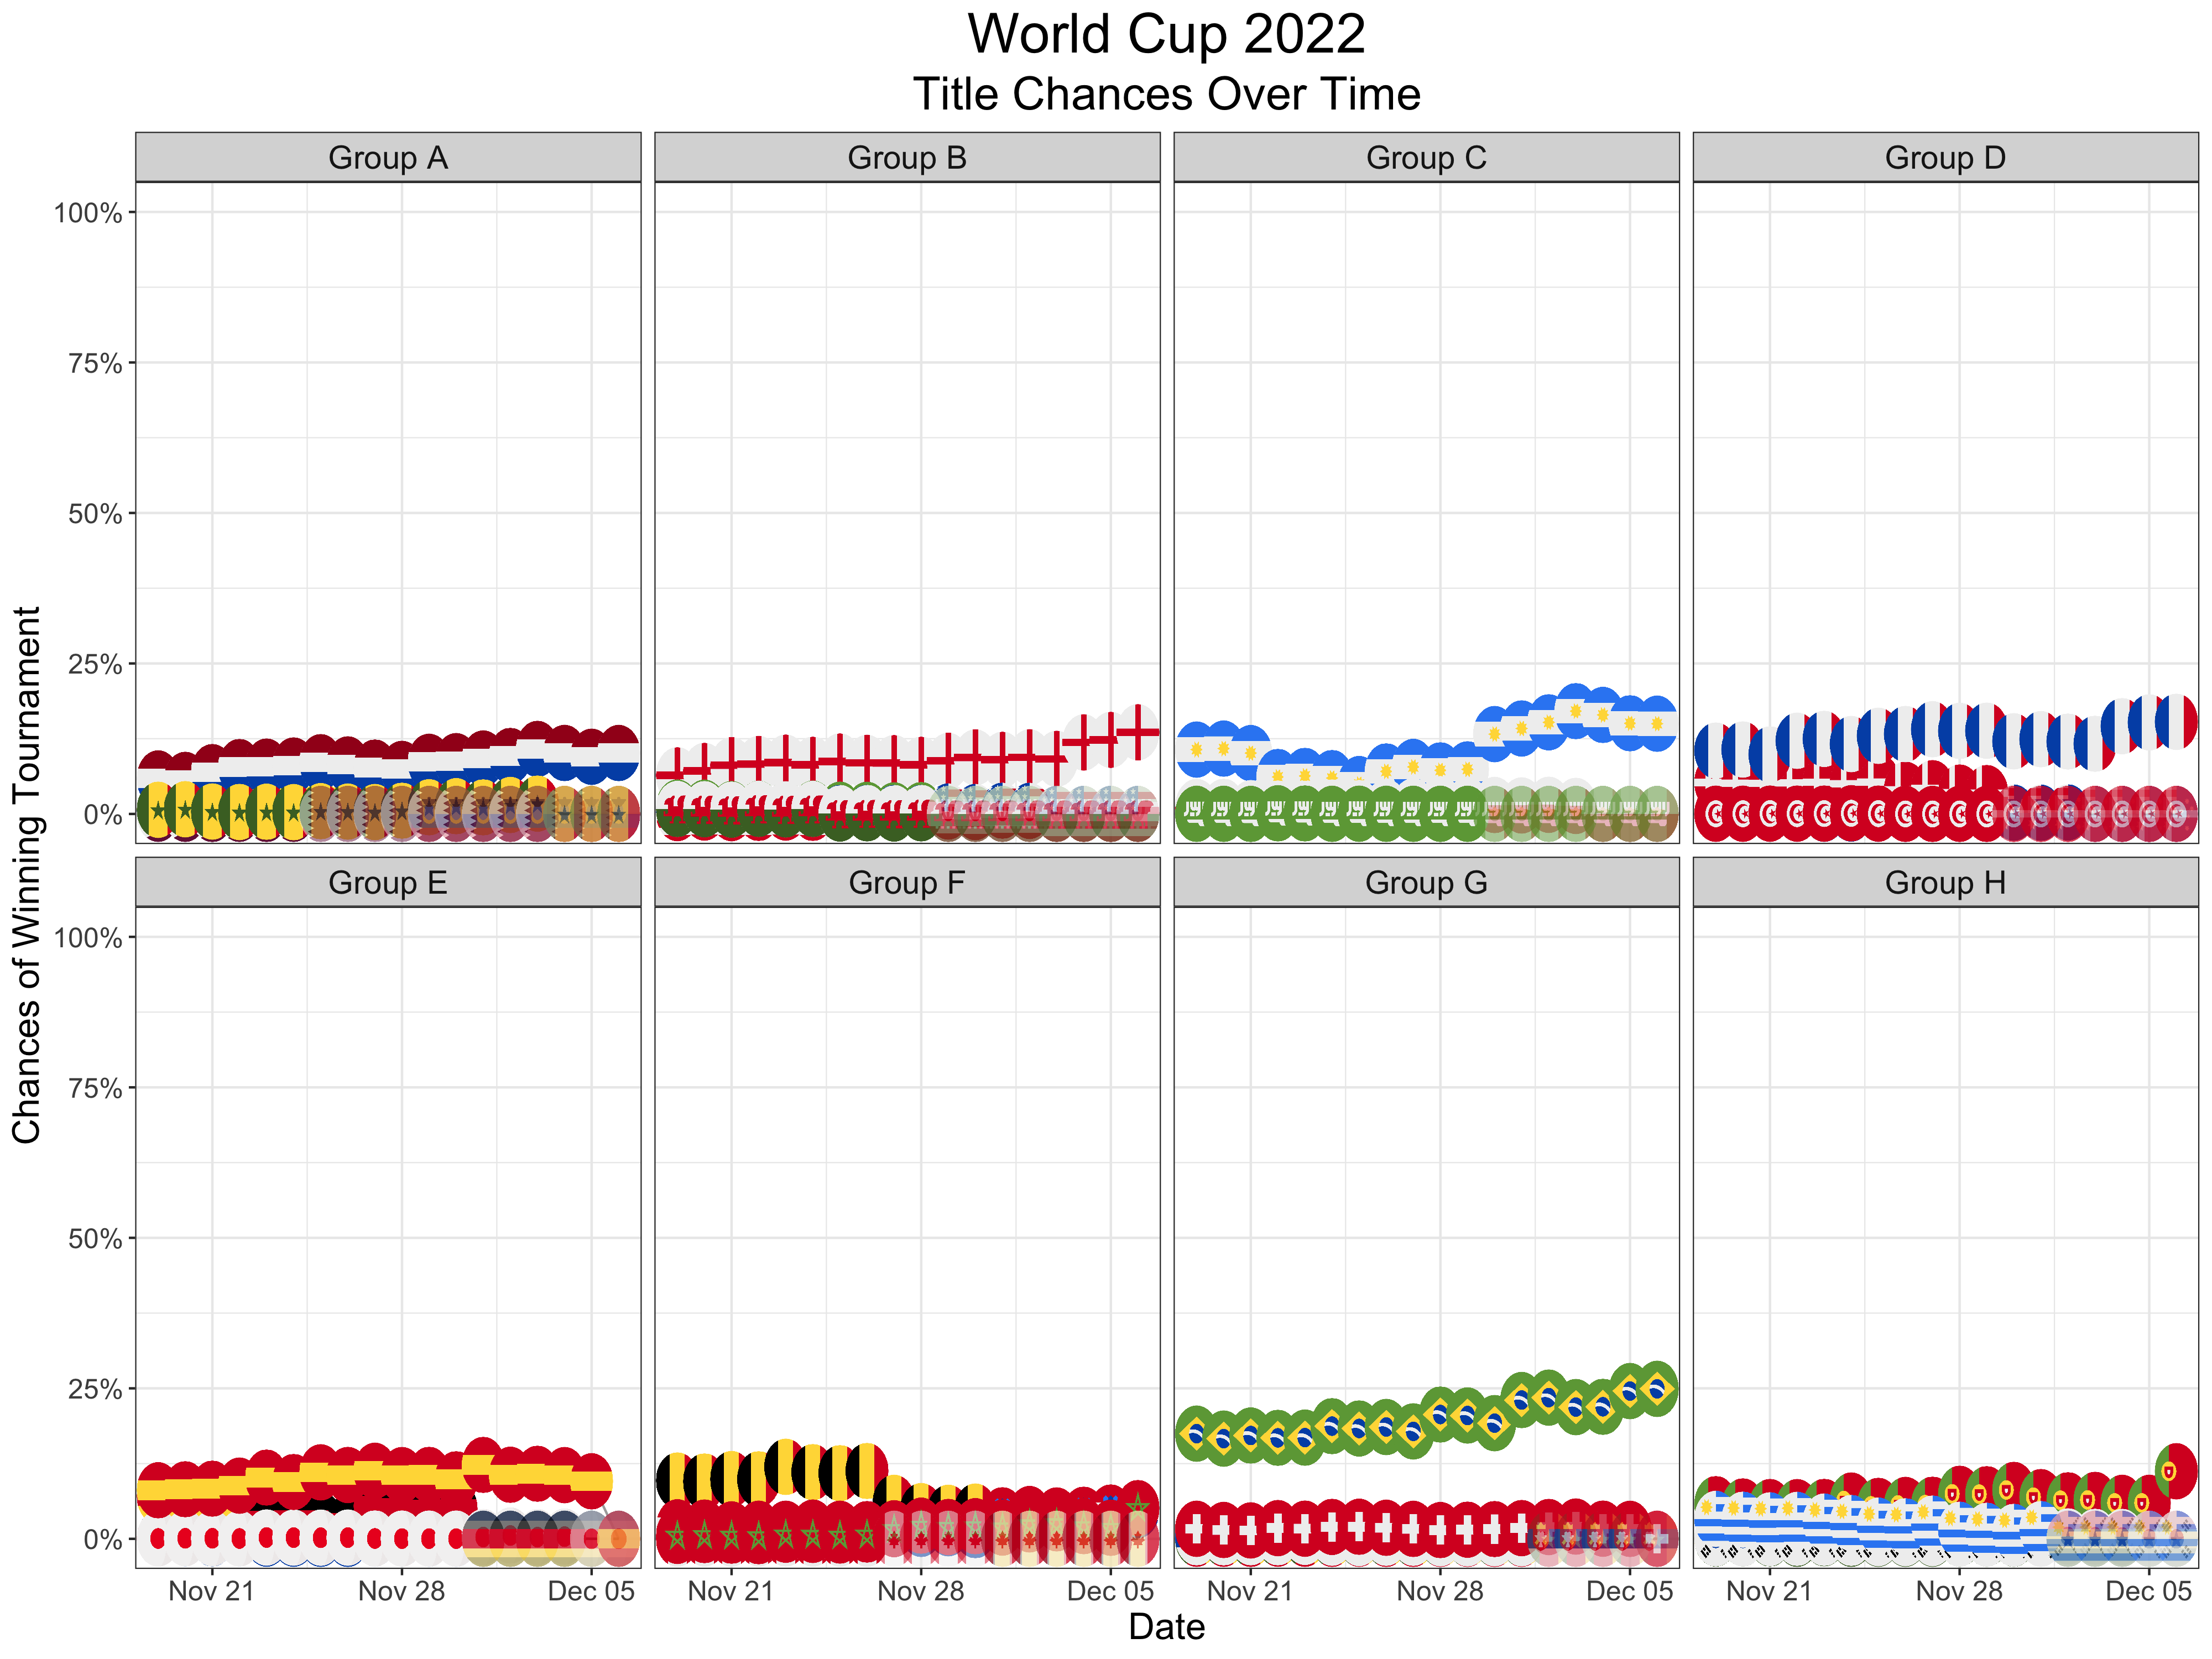 World Cup 2022
Title Chances Over Time
Group A
Group B
Group C
Group D
100%
75%
50%
25%
0%
Group E
Group F
Group G
Group H
100%
75%
50%
25%
0%
Nov 21
Nov 28
Dec 05
Nov 21
Nov 28
Dec 05
Nov 21
Nov 28
Dec 05
Nov 21
Nov 28
Dec 05
Date
Chances of Winning Tournament